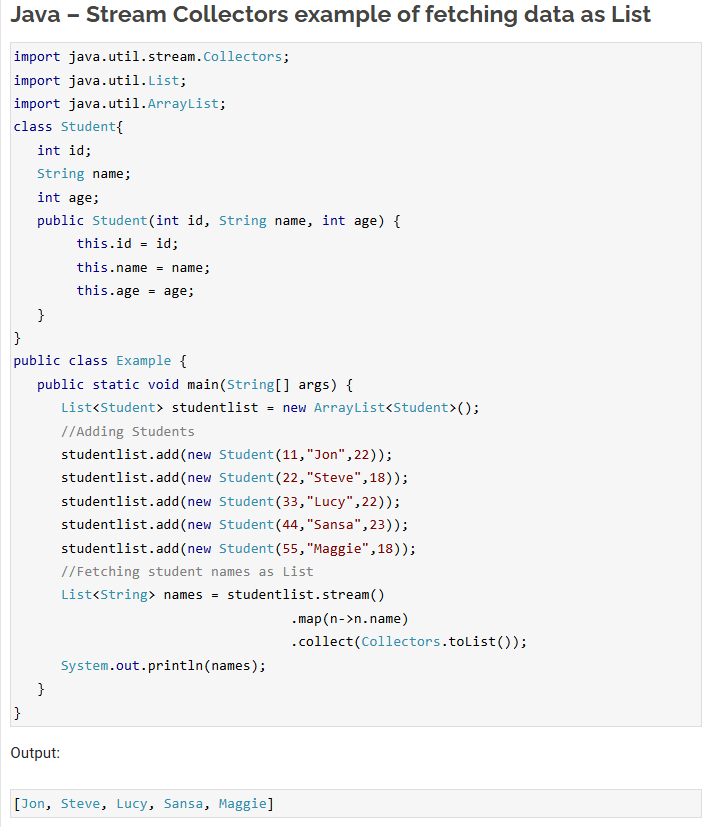 Java – Stream Collectors example of fetching data as List
import java.util.stream.Collectors;
import java.util.List;
import java.util.ArrayList;
class Student{
   int id;
   String name;
   int age;
   public Student(int id, String name, int age) {
        this.id = id;
        this.name = name;
        this.age = age;
   }
}
public class Example {
   public static void main(String[] args) {
      List<Student> studentlist = new ArrayList<Student>();
      //Adding Students
      studentlist.add(new Student(11,"Jon",22));
      studentlist.add(new Student(22,"Steve",18));
      studentlist.add(new Student(33,"Lucy",22));
      studentlist.add(new Student(44,"Sansa",23));
      studentlist.add(new Student(55,"Maggie",18));
      //Fetching student names as List
      List<String> names = studentlist.stream()
                                   .map(n->n.name)
                                   .collect(Collectors.toList());
      System.out.println(names);
   }
}
Output:
[Jon, Steve, Lucy, Sansa, Maggie]